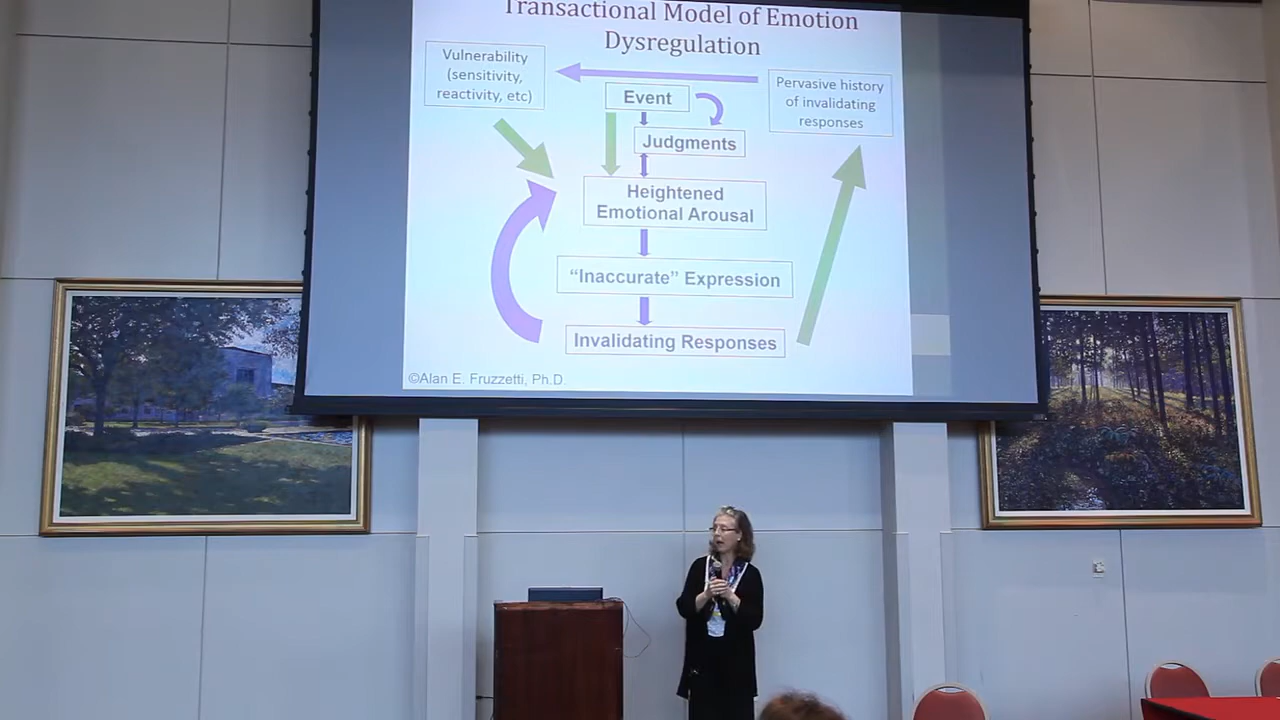 Transactional Model of Emotion
Dysregulation
Vulnerability
(sensitivity,
reactivity, etc)
Event
Pervasive history
of invalidating
responses
Judgments
Heightened
Emotional Arousal
“Inaccurate” Expression
Invalidating Responses
©Alan E. Fruzzetti, Ph.D.